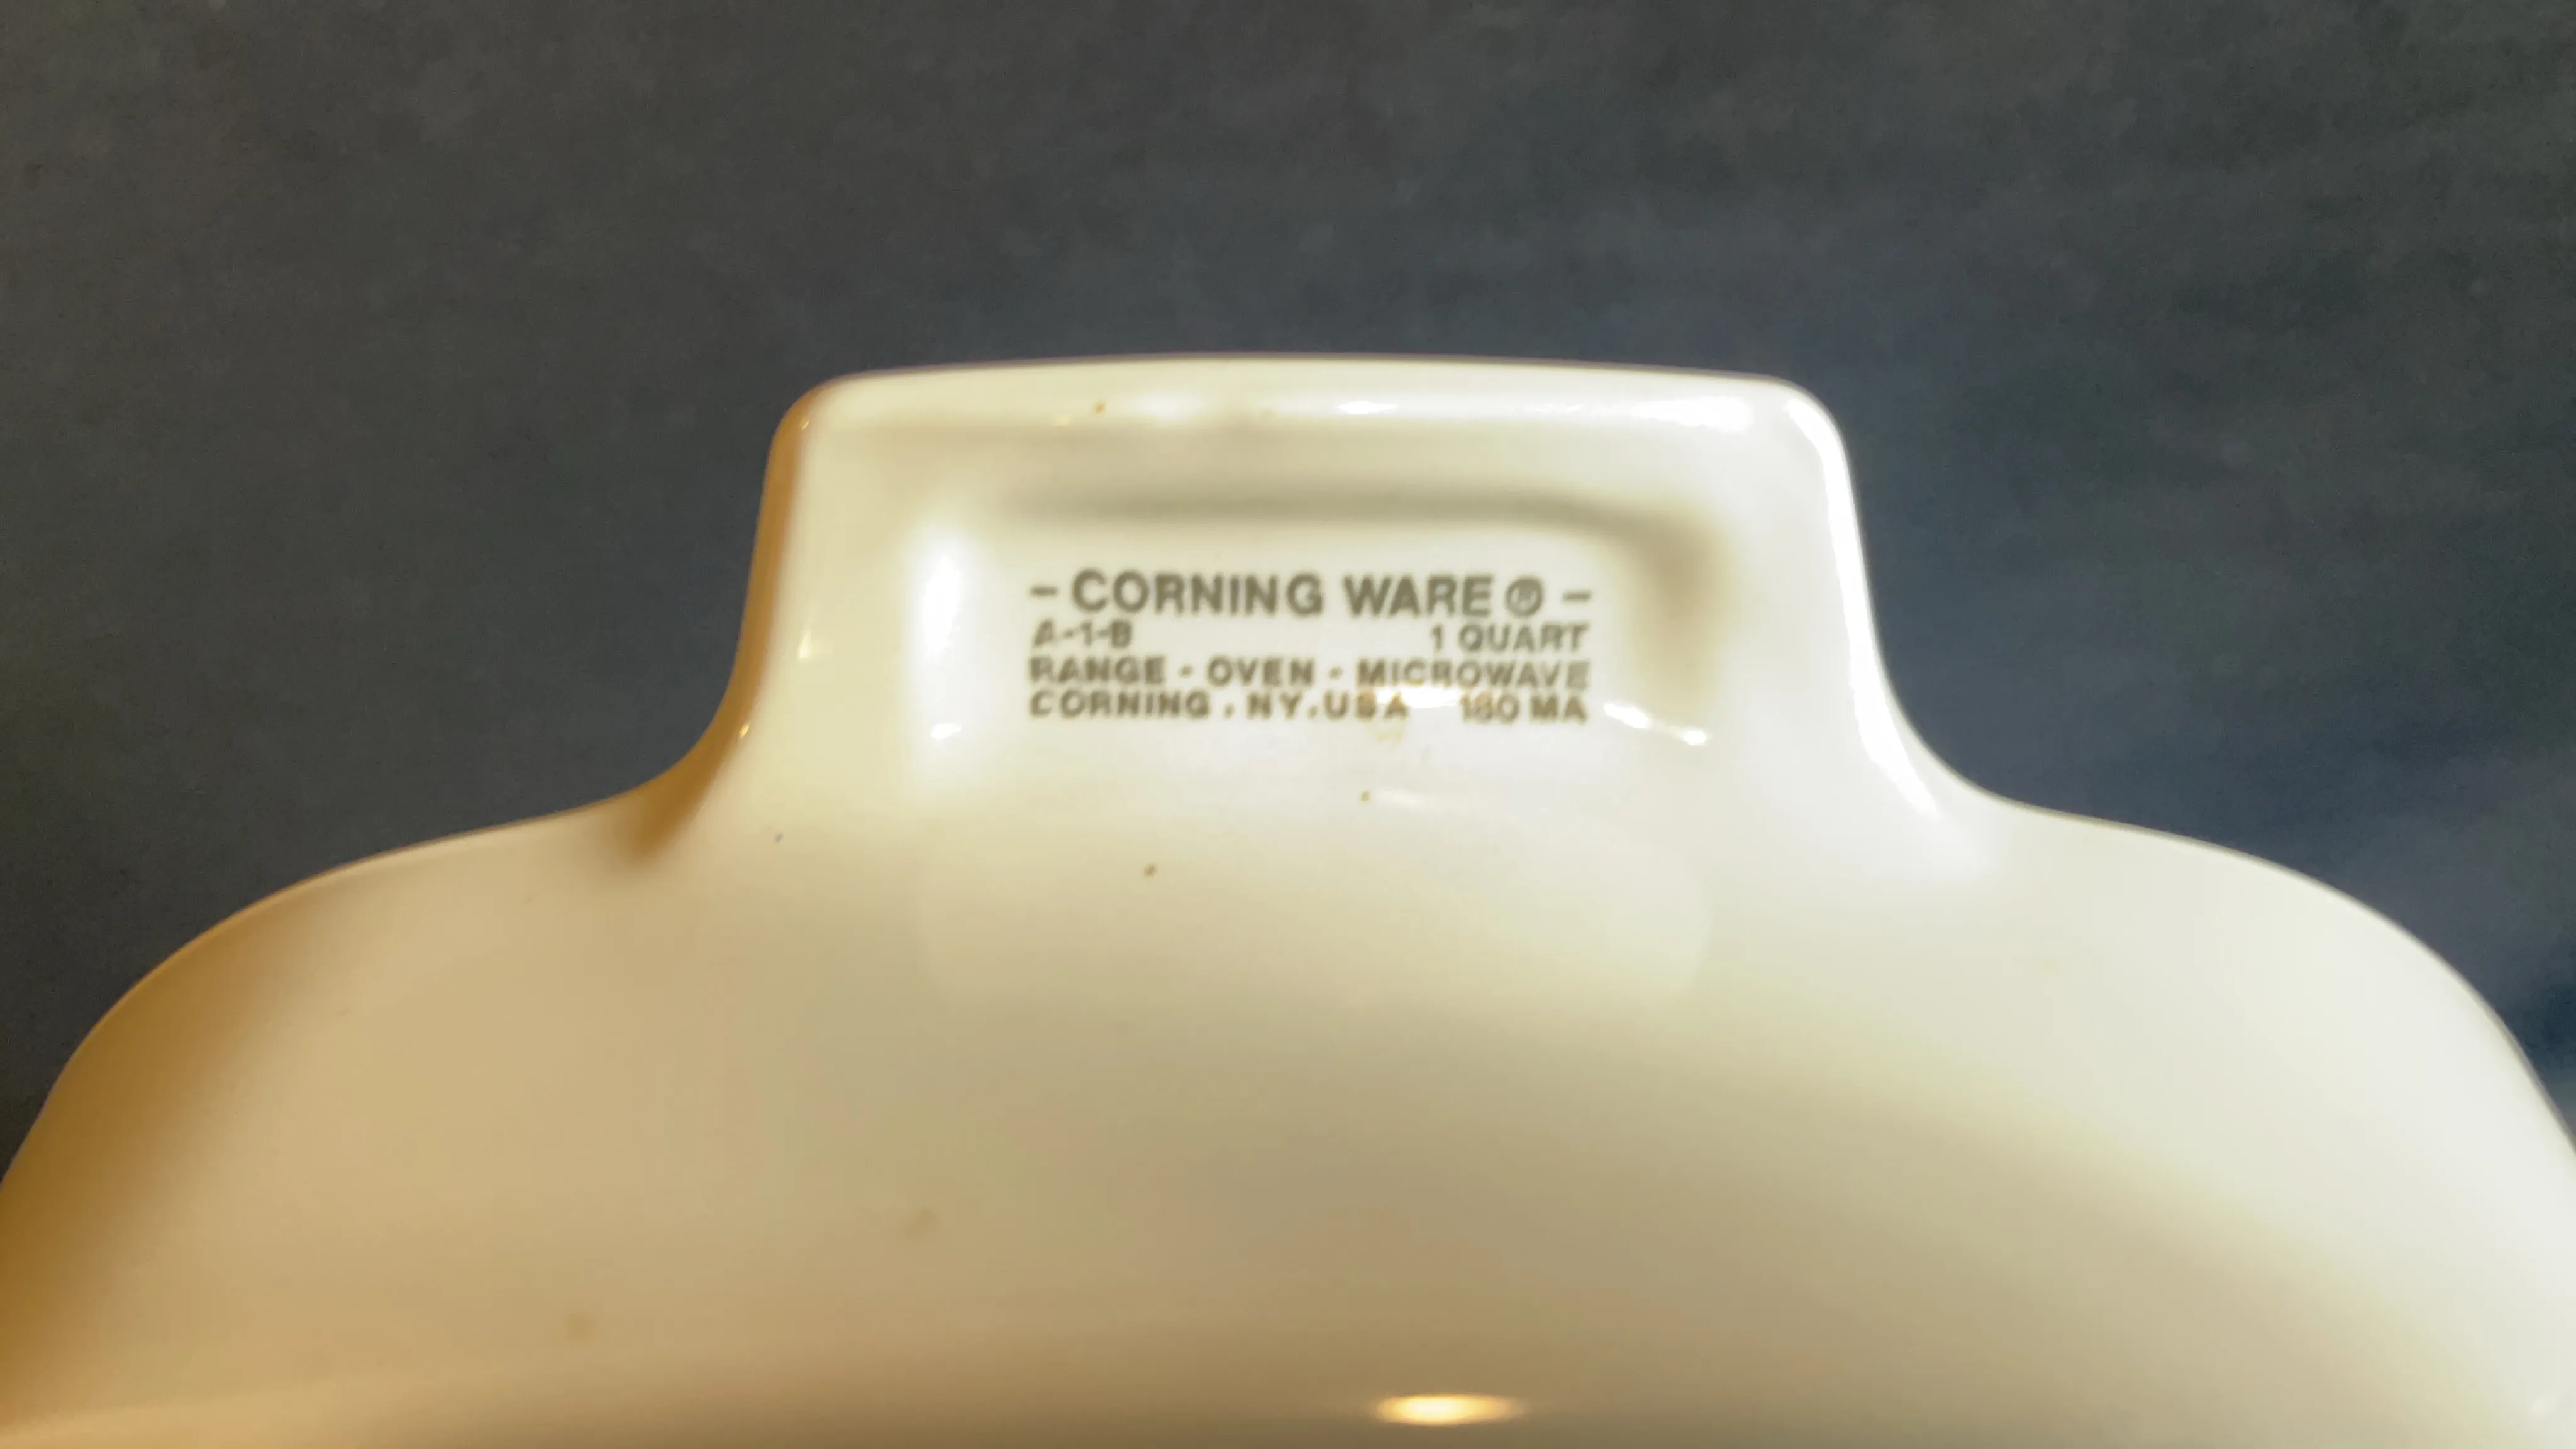 - CORNING WARE ® -
A-1-B 1 QUART
RANGE - OVEN - MICROWAVE
CORNING, NY, USA 180 MA